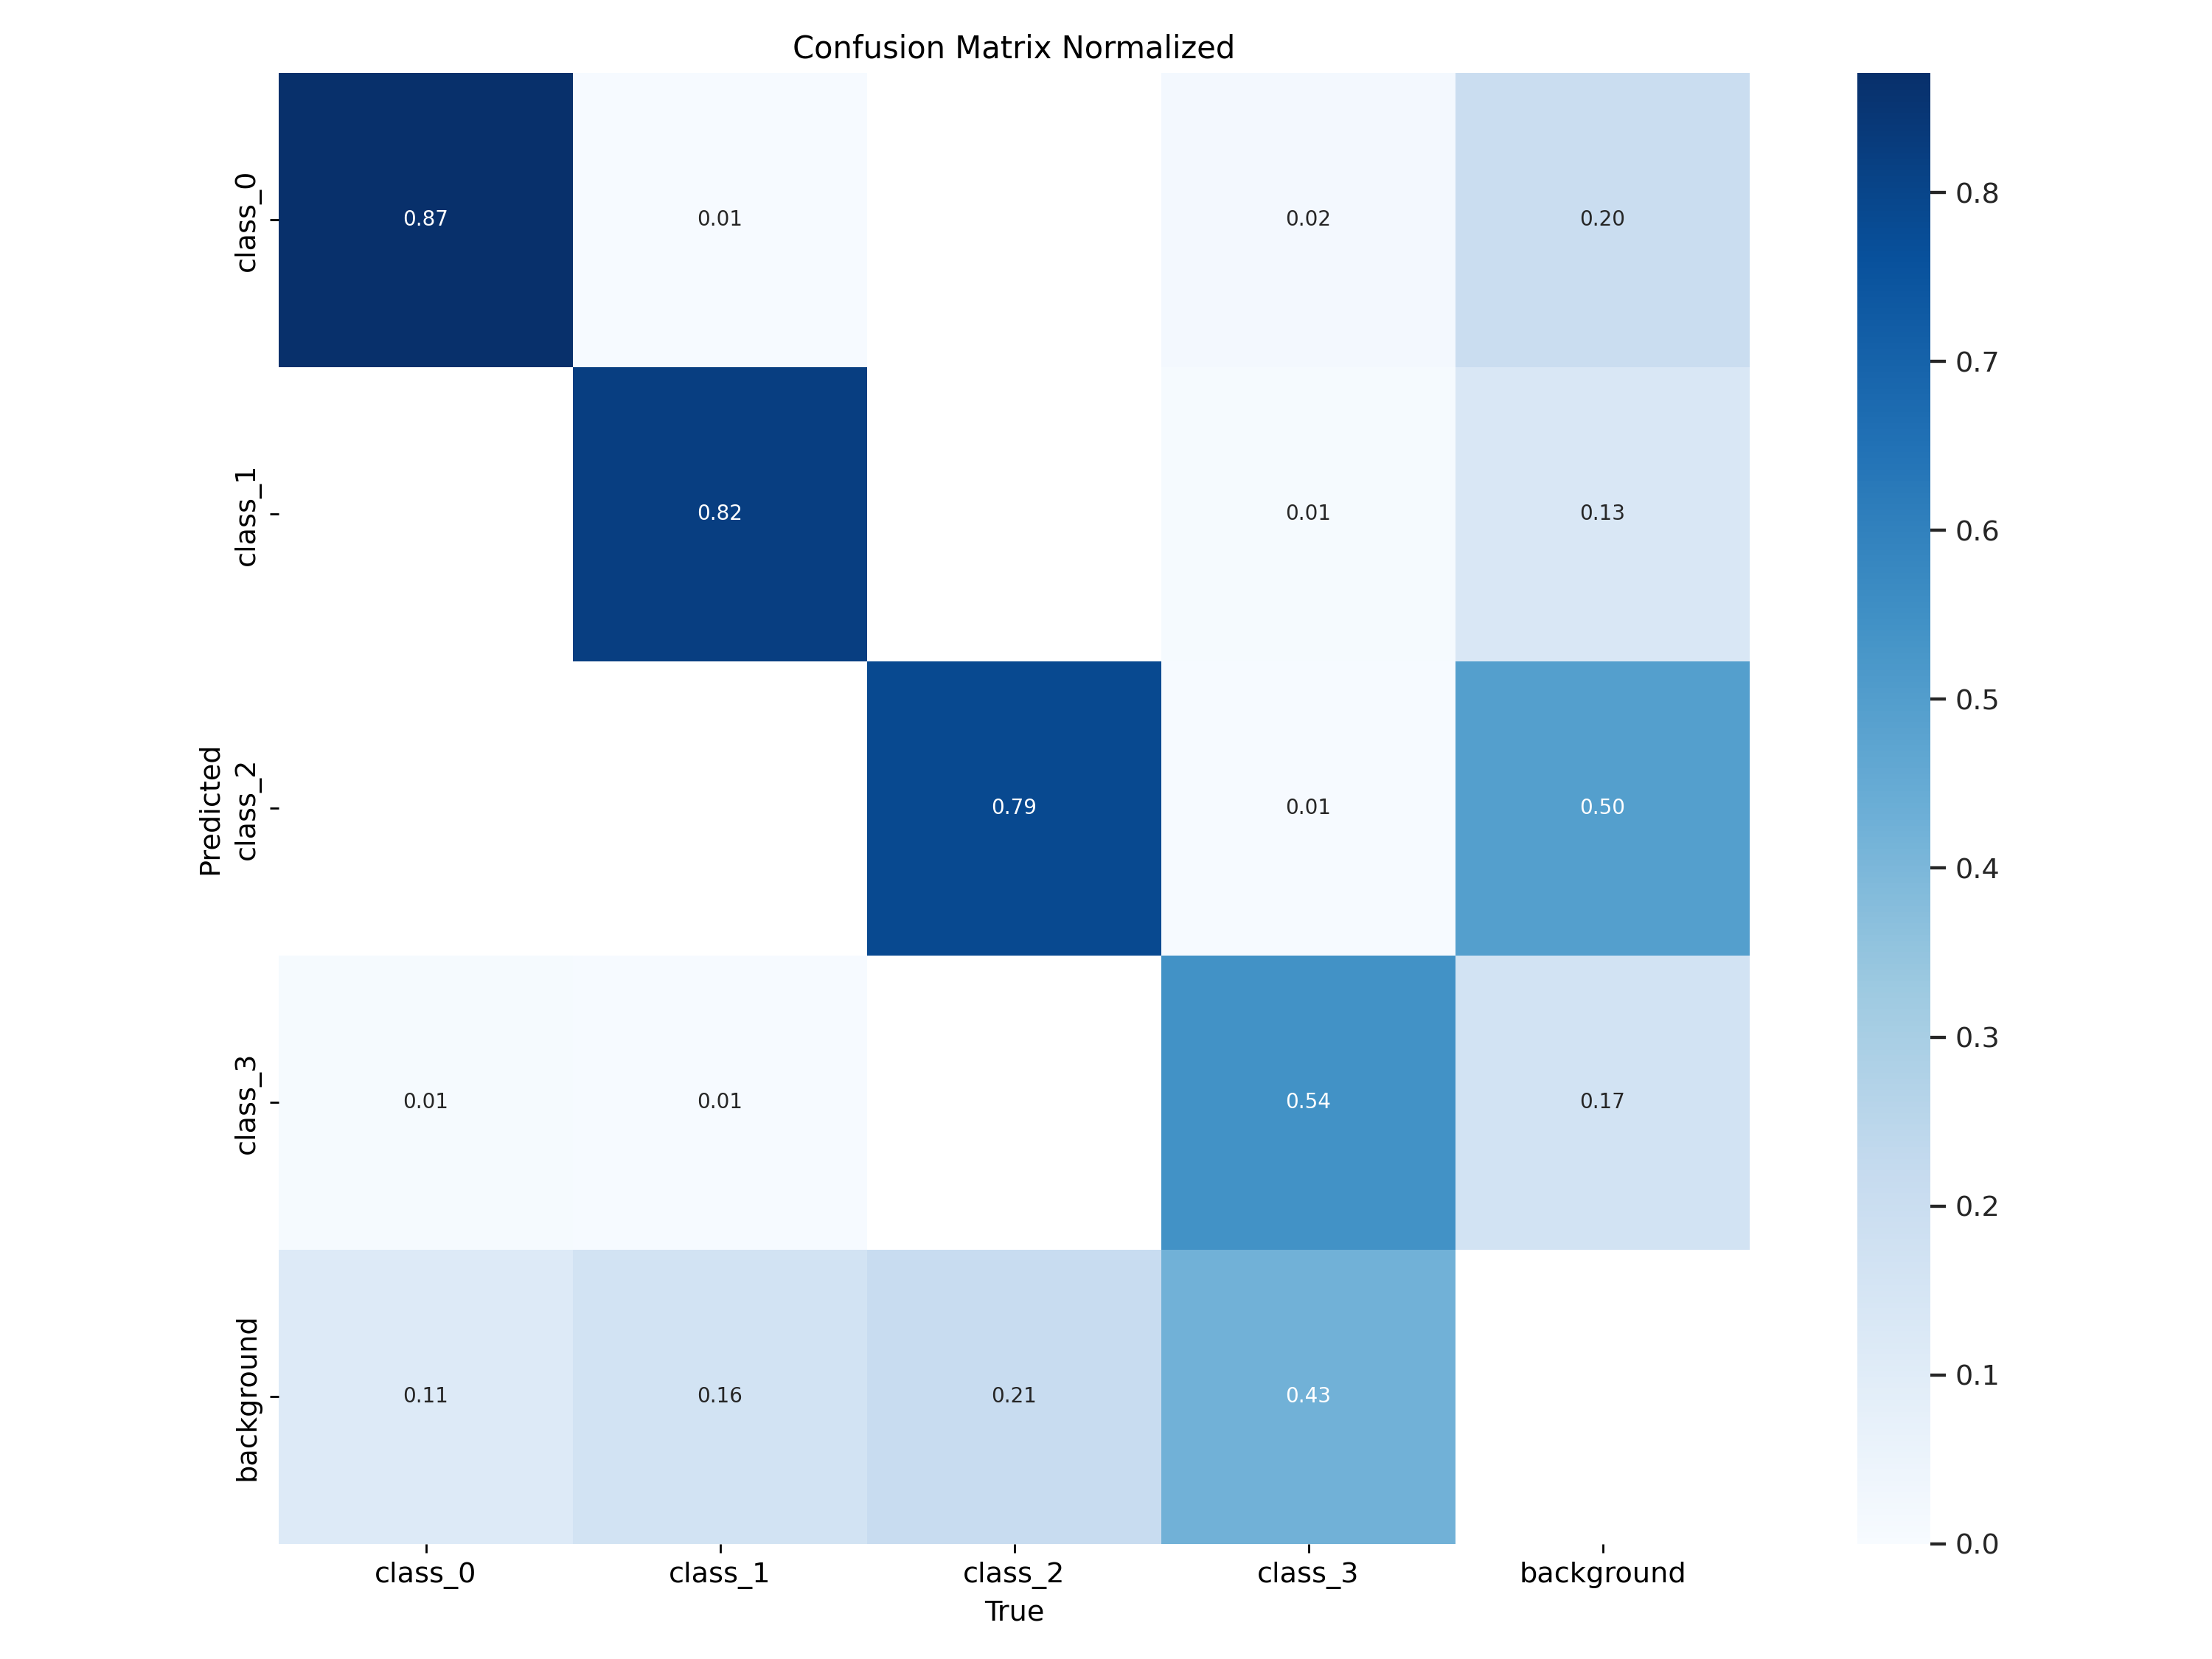 Confusion Matrix Normalized
Predicted
class_0
0.87
0.01
0.02
0.20
class_1
0.82
0.01
0.13
class_2
0.79
0.01
0.50
class_3
0.01
0.01
0.54
0.17
background
0.11
0.16
0.21
0.43
class_0
class_1
class_2
class_3
background
True
0.8
0.7
0.6
0.5
0.4
0.3
0.2
0.1
0.0